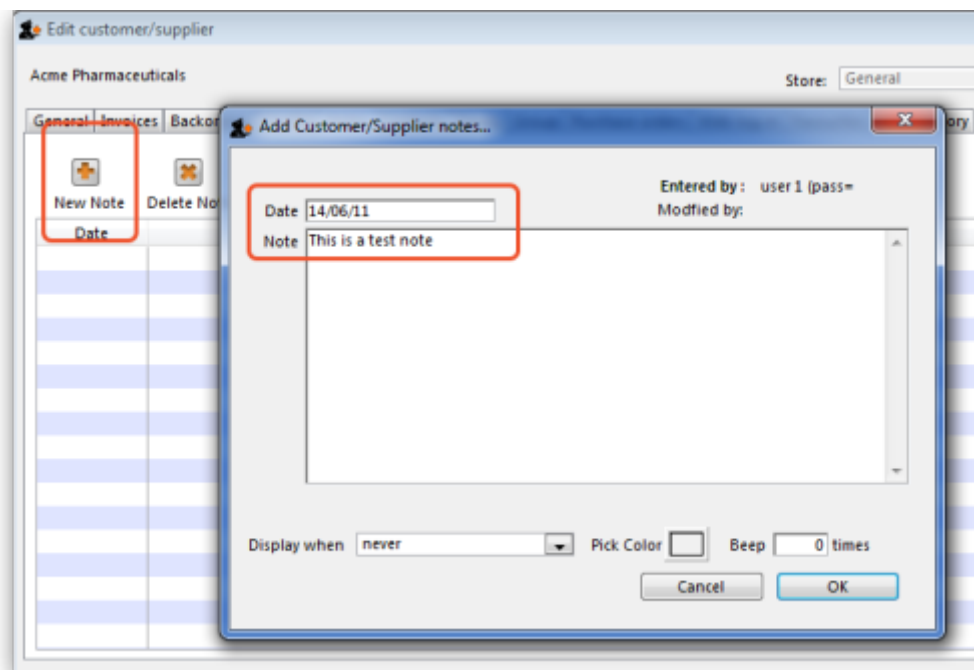 Edit customer/supplier
Acme Pharmaceuticals
Store: General
General Invoices Backor
ory
New Note Delete No
Date
Add Customer/Supplier notes...
Entered by : user 1 (pass=
Modfied by:
Date 14/06/11
Note This is a test note
Display when never Pick Color Beep 0 times
Cancel OK